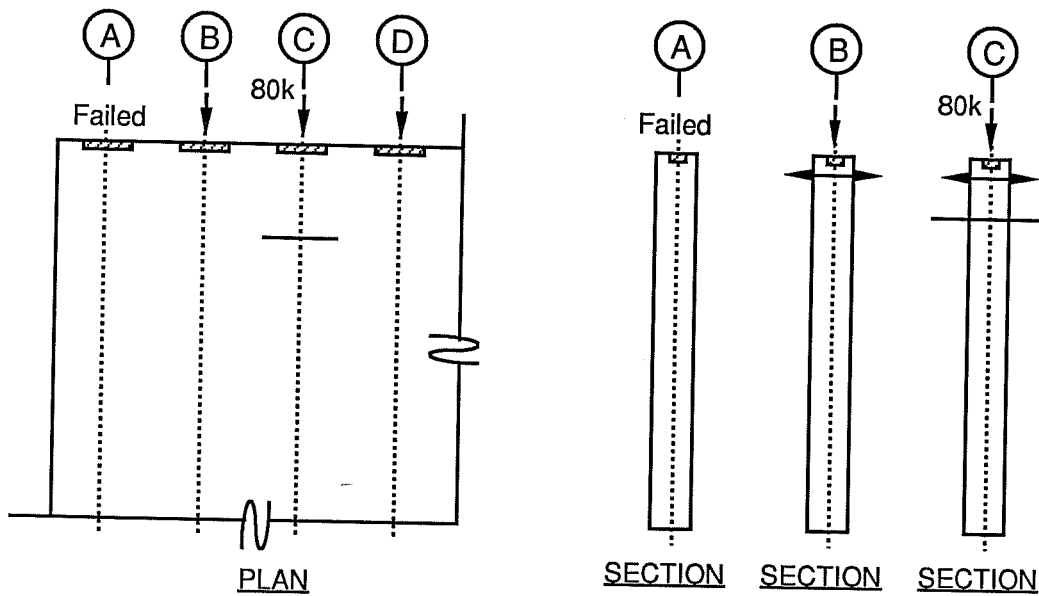 A B C D
80k
Failed
PLAN
A B C
80k
Failed
SECTION SECTION SECTION